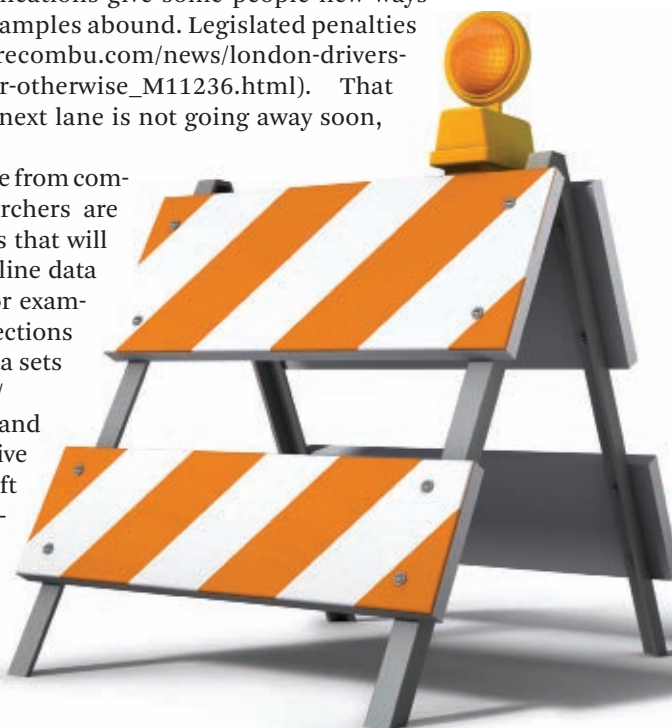 amples abound. Legislated penalties
recombu.com/news/london-drivers-
r-otherwise_M11236.html). That
next lane is not going away soon,
e from com-
rchers are
s that will
line data
or exam-
ections
a sets
/
and
ive
ft
-